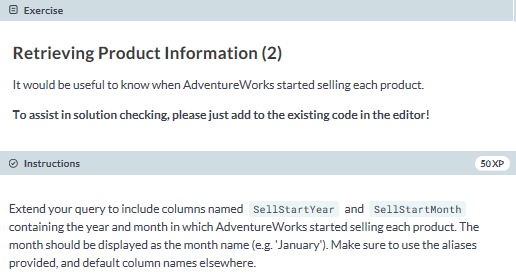 Exercise
Retrieving Product Information (2)
It would be useful to know when AdventureWorks started selling each product.
To assist in solution checking, please just add to the existing code in the editor!
Instructions
50 XP
Extend your query to include columns named SellStartYear and SellStartMonth
containing the year and month in which AdventureWorks started selling each product. The
month should be displayed as the month name (e.g. 'January'). Make sure to use the aliases
provided, and default column names elsewhere.